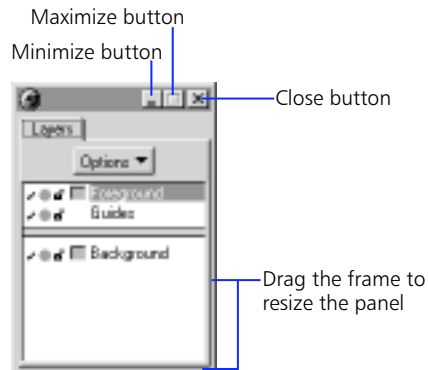 Maximize button
Minimize button
Close button
Layers
Options
Foreground
Guides
Background
Drag the frame to
resize the panel